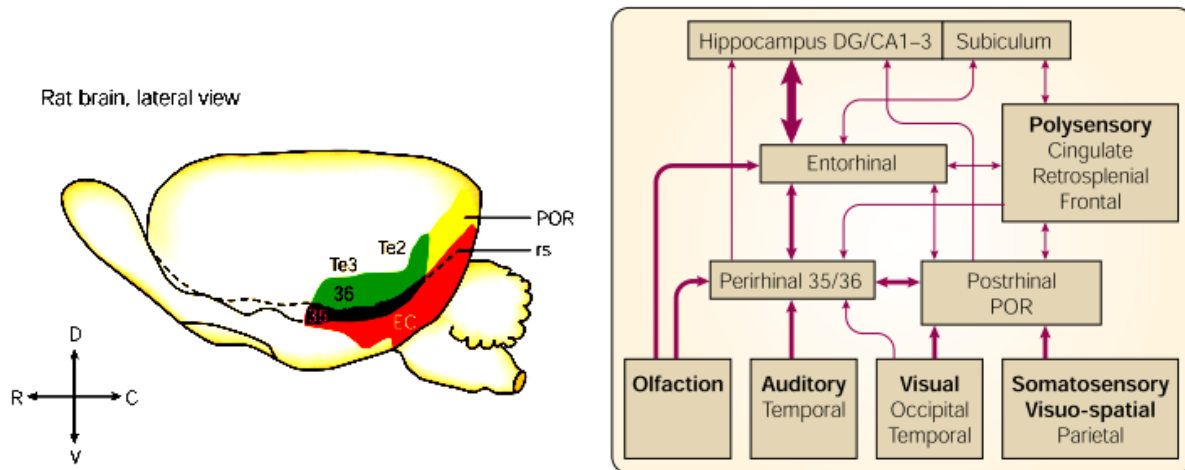 Rat brain, lateral view
POR
rs
Te2
Te3
36
35
EC
D
R
C
V
Hippocampus DG/CA1–3
Subiculum
Polysensory
Cingulate
Retrosplenial
Frontal
Entorhinal
Perirhinal 35/36
Postrhinal
POR
Olfaction
Auditory
Temporal
Visual
Occipital
Temporal
Somatosensory
Visuo-spatial
Parietal